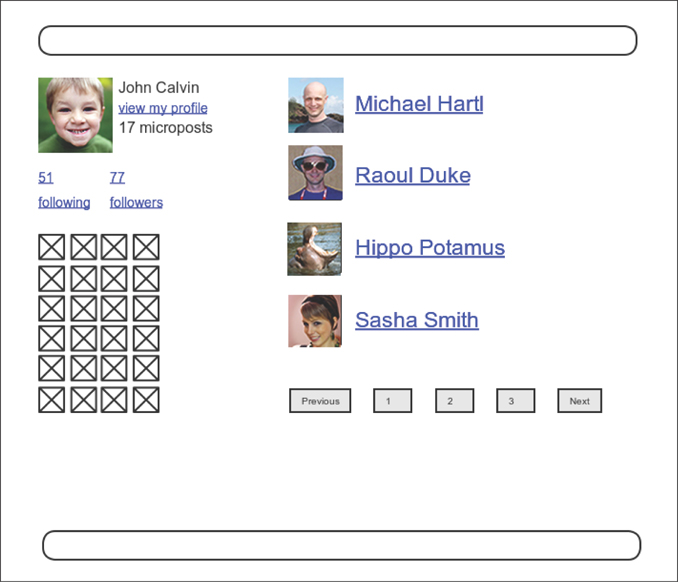 John Calvin
view my profile
17 microposts
51 77
following followers
Michael Hartl
Raoul Duke
Hippo Potamus
Sasha Smith
Previous 1 2 3 Next